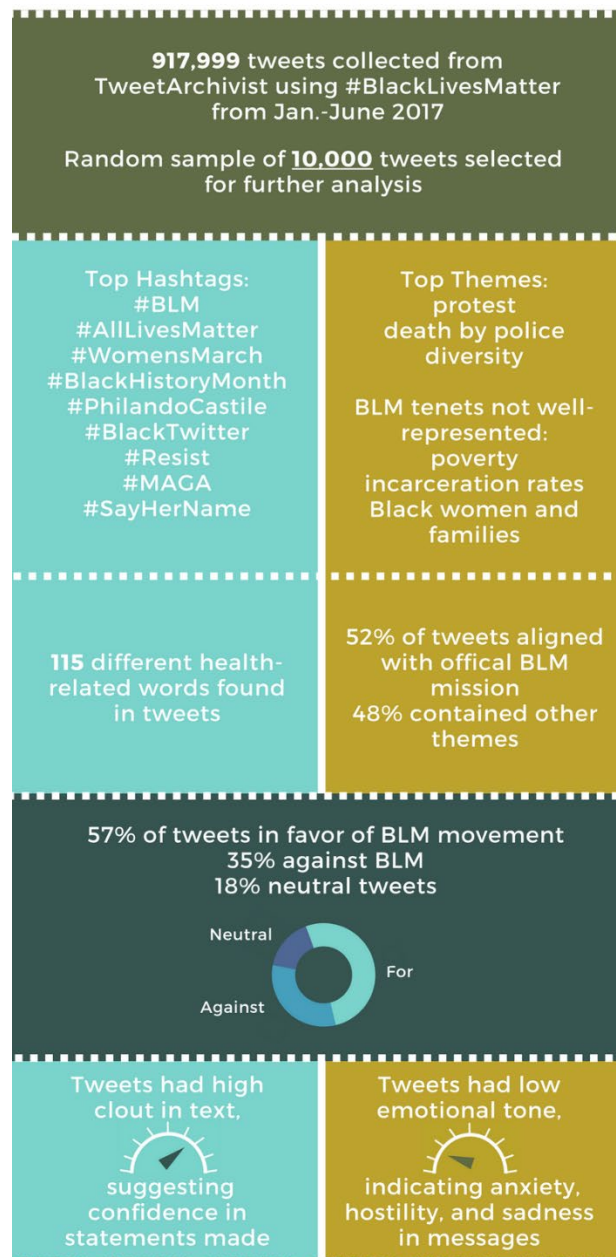 917,999 tweets collected from
TweetArchivist using #BlackLivesMatter
from Jan.-June 2017
Random sample of 10,000 tweets selected
for further analysis
Top Hashtags:
#BLM
#AllLivesMatter
#WomensMarch
#BlackHistoryMonth
#PhilandoCastile
#BlackTwitter
#Resist
#MAGA
#SayHerName
Top Themes:
protest
death by police
diversity
BLM tenets not well-
represented:
poverty
incarceration rates
Black women and
families
115 different health-
related words found
in tweets
52% of tweets aligned
with offical BLM
mission
48% contained other
themes
57% of tweets in favor of BLM movement
35% against BLM
18% neutral tweets
Neutral
For
Against
Tweets had high
clout in text,
suggesting
confidence in
statements made
Tweets had low
emotional tone,
indicating anxiety,
hostility, and sadness
in messages